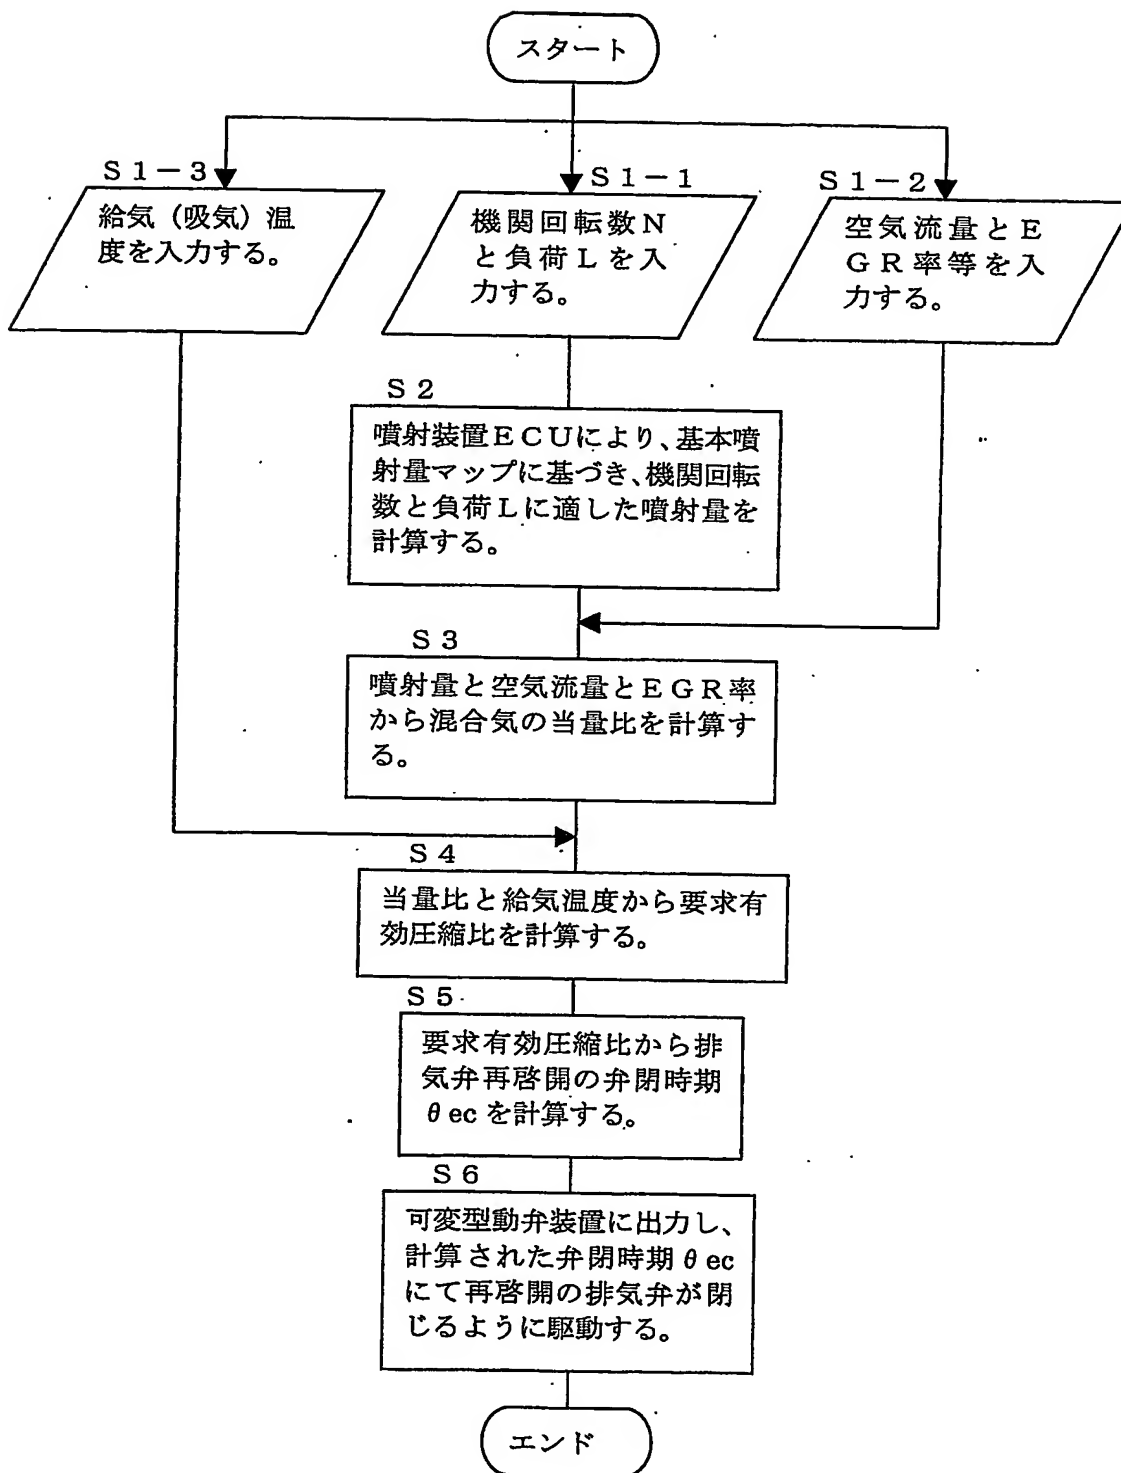 スタート
S1-3
給気（吸気）温
度を入力する。
S1-1
機関回転数N
と負荷Lを入
力する。
S1-2
空気流量とE
GR率等を入
力する。
S2
噴射装置ECUにより、基本噴
射量マップに基づき、機関回転
数と負荷Lに適した噴射量を
計算する。
S3
噴射量と空気流量とEGR率
から混合気の当量比を計算す
る。
S4
当量比と給気温度から要求有
効圧縮比を計算する。
S5
要求有効圧縮比から排
気弁再啓開の弁閉時期
θecを計算する。
S6
可変型動弁装置に出力し、
計算された弁閉時期θec
にて再啓開の排気弁が閉
じるように駆動する。
エンド